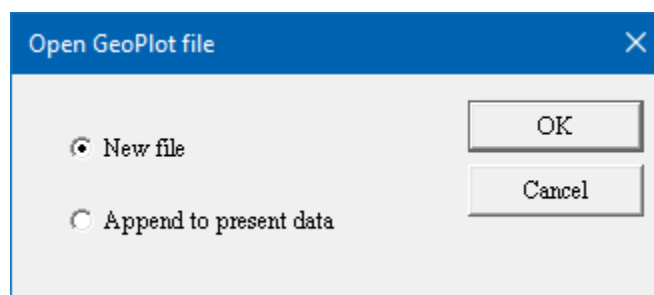 Open GeoPlot file
New file
Append to present data
OK
Cancel